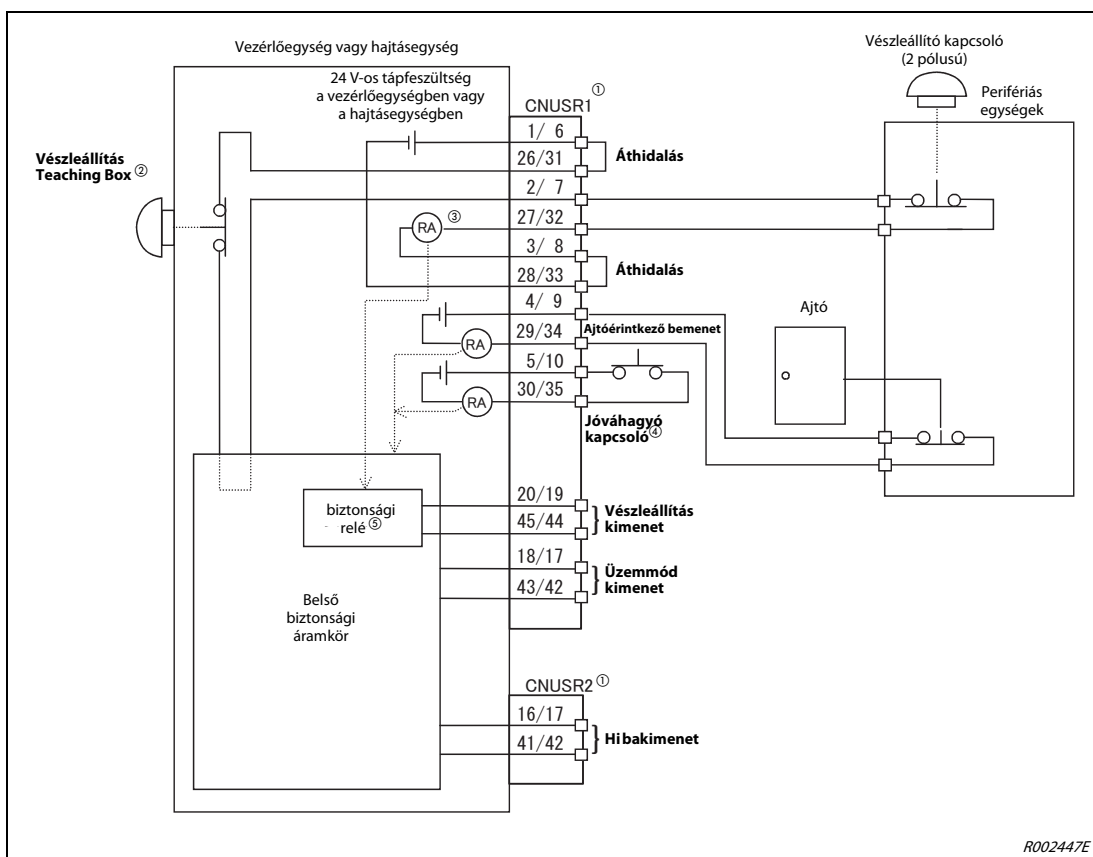 Vezérlőegység vagy hajtásegység
24 V-os tápfeszültség
a vezérlőegységben vagy
a hajtásegységben
Vészleállító kapcsoló
(2 pólusú)
Perifériás
egységek
CNUSR1 ①
1/ 6
26/31
Áthidalás
2/ 7
Vészleállítás
Teaching Box ②
27/32
RA ③
3/ 8
28/33
Áthidalás
4/ 9
29/34
Ajtóérintkező bemenet
RA
Ajtó
5/10
30/35
RA
Jóváhagyó
kapcsoló ④
20/19
45/44
Vészleállítás
kimenet
biztonsági
relé ⑤
18/17
43/42
Üzemmód
kimenet
Belső
biztonsági
áramkör
CNUSR2 ①
16/17
41/42
Hibakimenet
R002447E